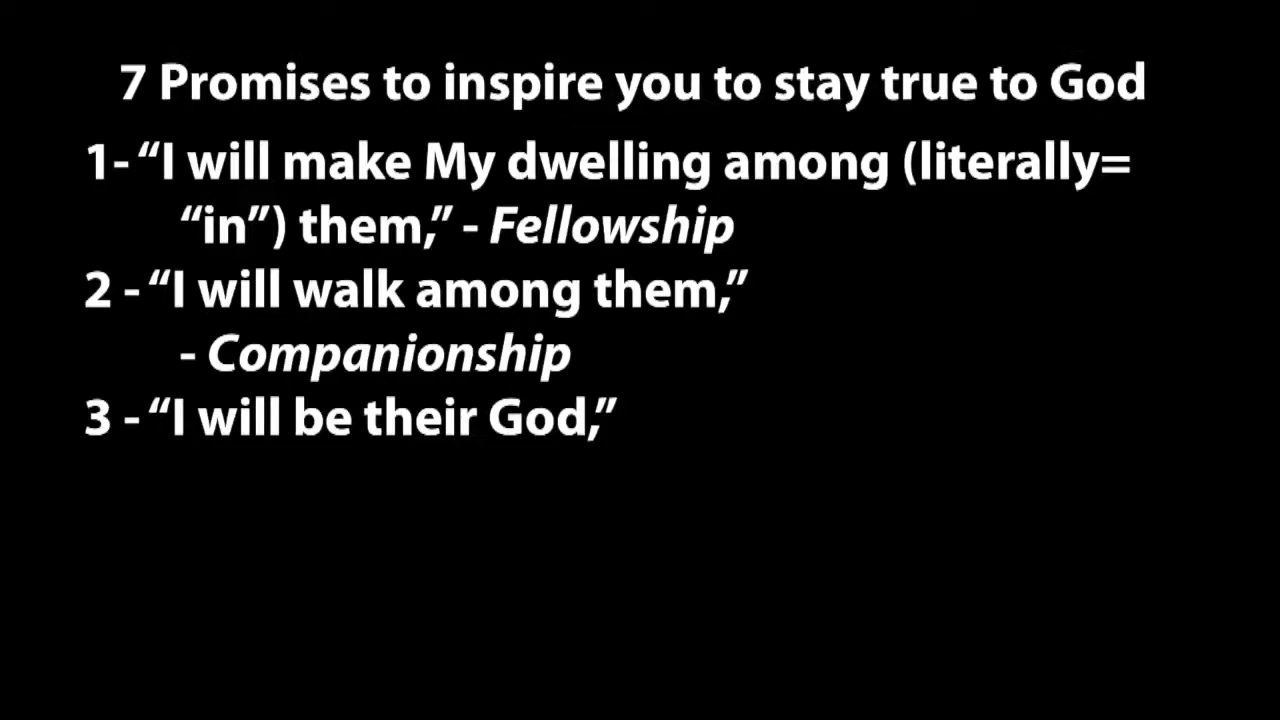 7 Promises to inspire you to stay true to God
1- “I will make My dwelling among (literally=
“in”) them,” - Fellowship
2 - “I will walk among them,”
- Companionship
3 - “I will be their God,”